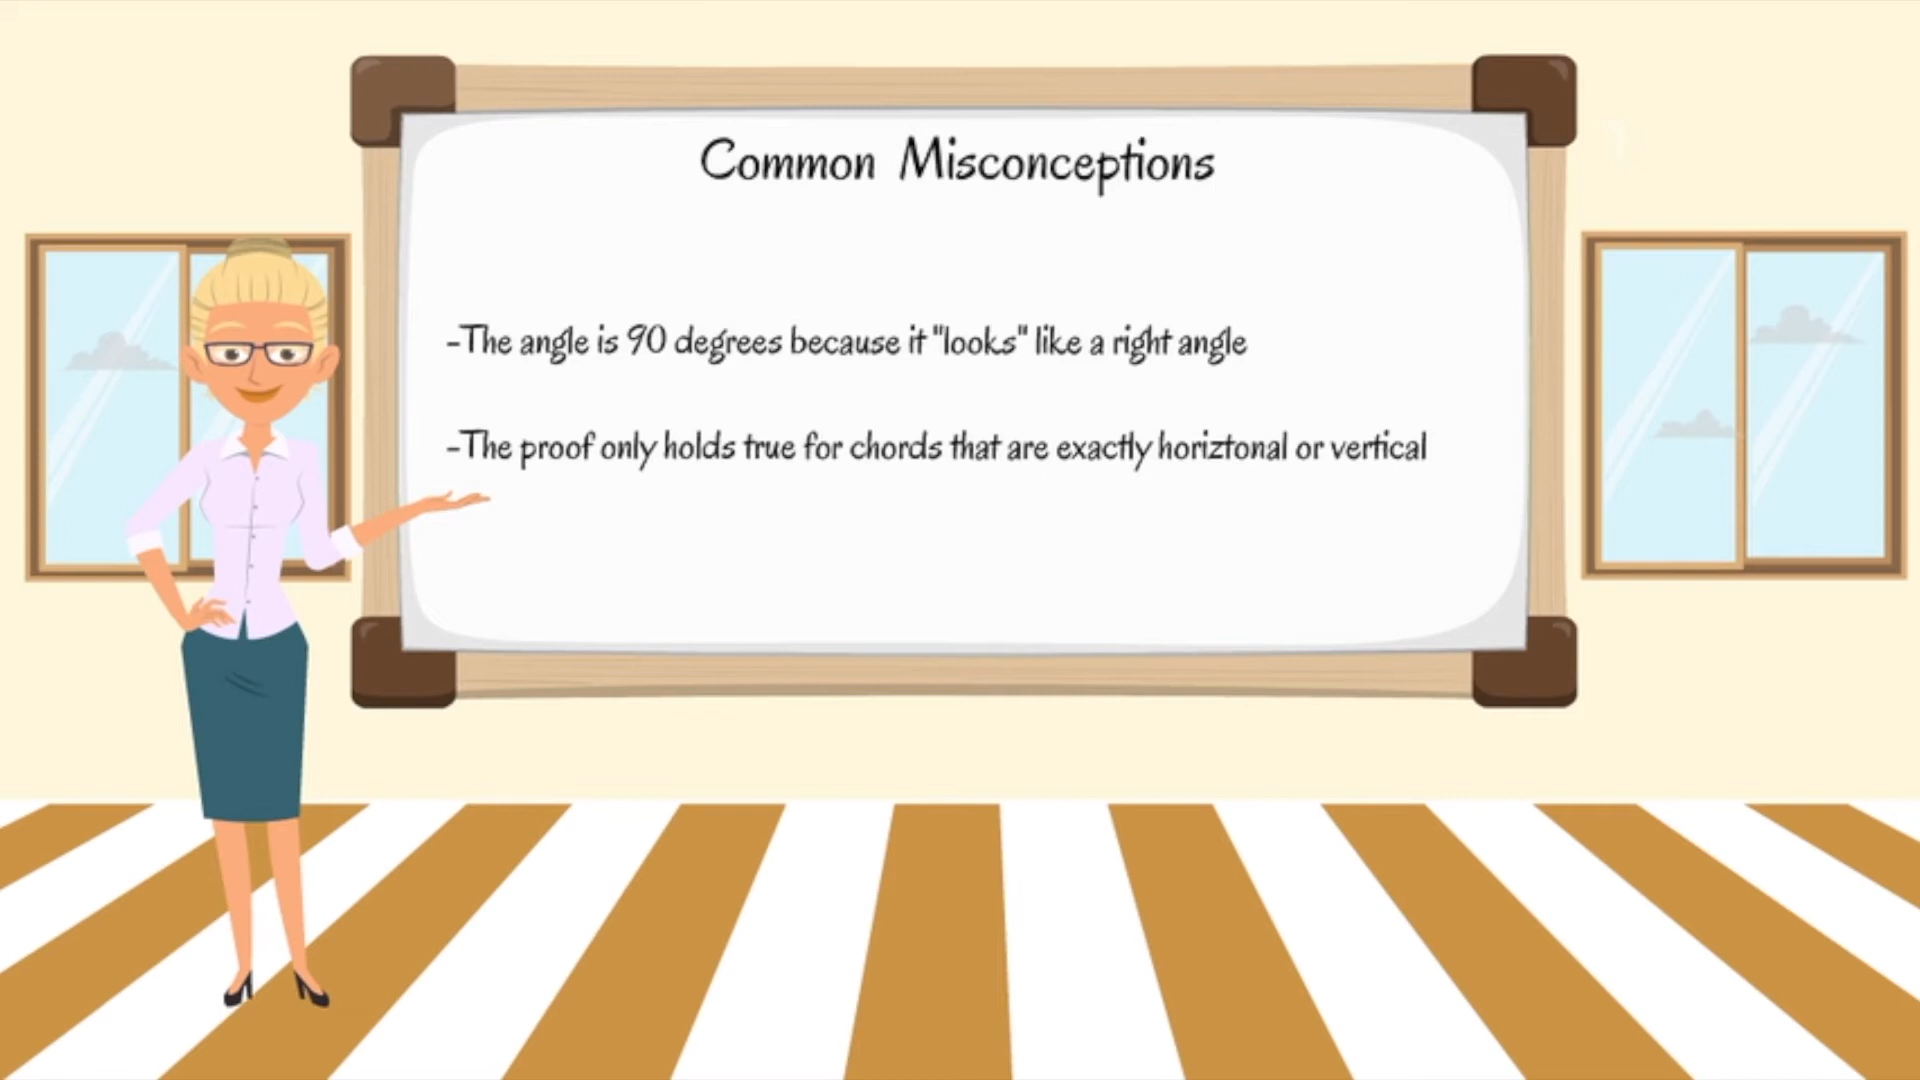 Common Misconceptions
-The angle is 90 degrees because it "looks" like a right angle
-The proof only holds true for chords that are exactly horiztonal or vertical